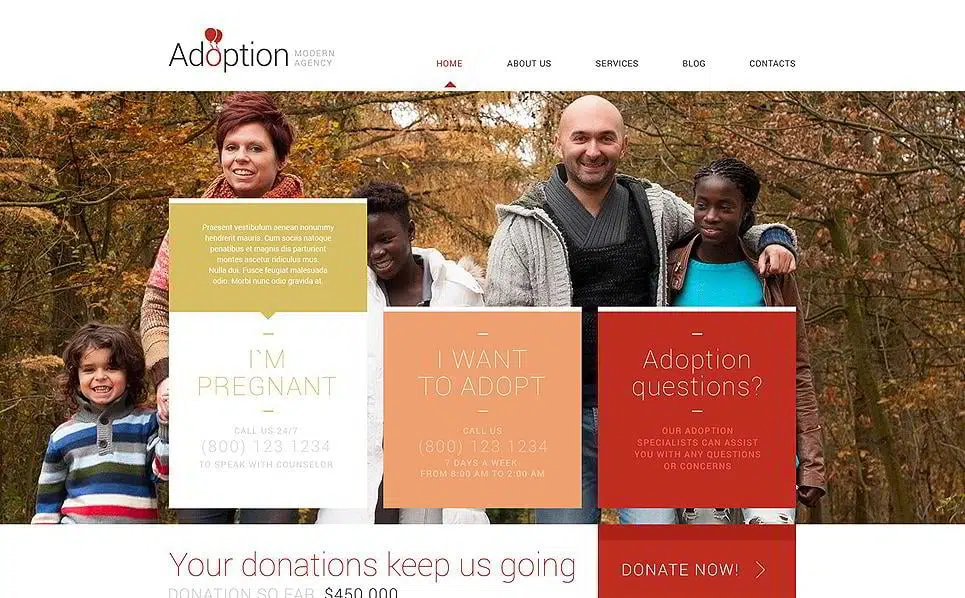 Adoption
MODERN
AGENCY
HOME
ABOUT US
SERVICES
BLOG
CONTACTS
Praesent vestibulum aenean nonummy
hendrerit mauris. Cum sociis natoque
penatibus et magnis dis parturient
montes ascetur ridiculus mus.
Nulla dui. Fusce feugiat malesuada
odio. Morbi nunc odio gravida at.
I`M
PREGNANT
CALL US 24/7
(800) 123 1234
TO SPEAK WITH COUNSELOR
I WANT
TO ADOPT
CALL US
(800) 123 1234
7 DAYS A WEEK
FROM 8:00 AM TO 2:00 AM
Adoption
questions?
OUR ADOPTION
SPECIALISTS CAN ASSIST
YOU WITH ANY QUESTIONS
OR CONCERNS
Your donations keep us going
DONATION SO FAR $450,000
DONATE NOW!